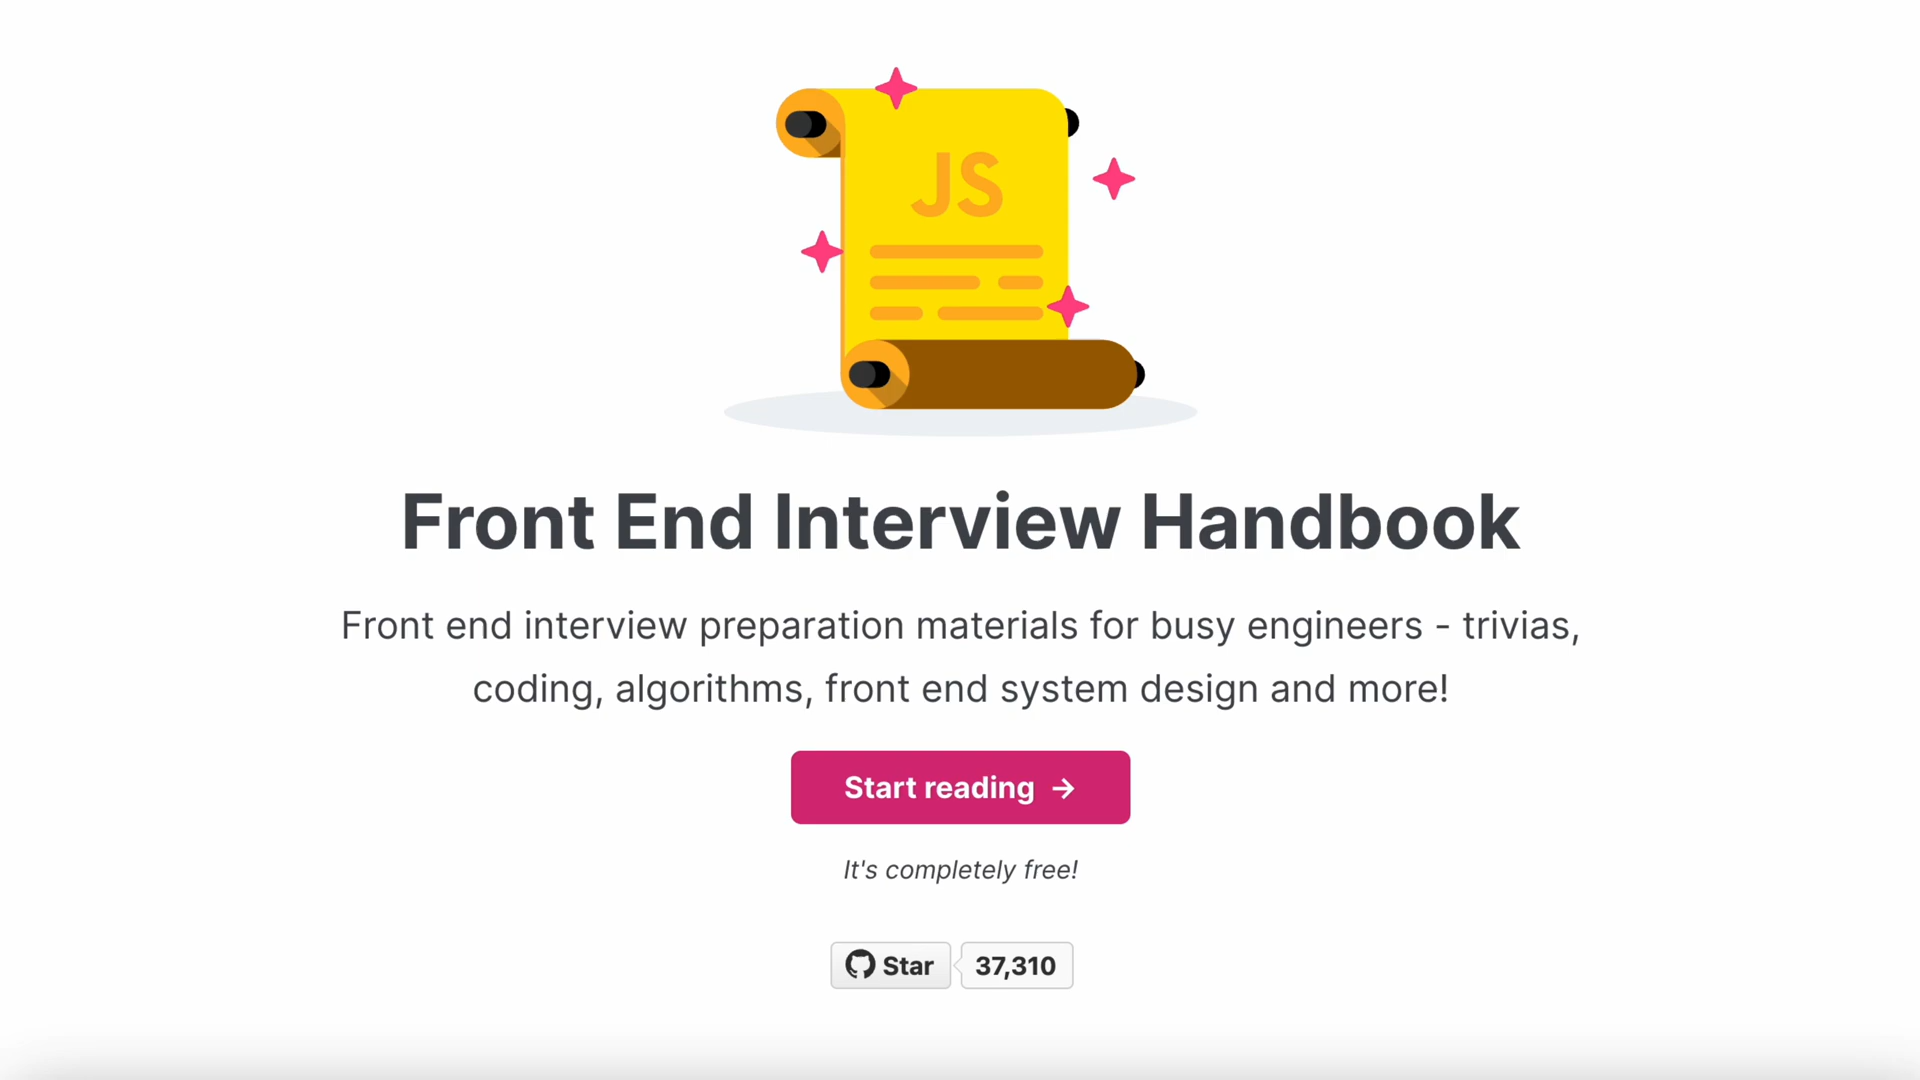 JS
Front End Interview Handbook
Front end interview preparation materials for busy engineers - trivias,
coding, algorithms, front end system design and more!
Start reading →
It's completely free!
Star 37,310